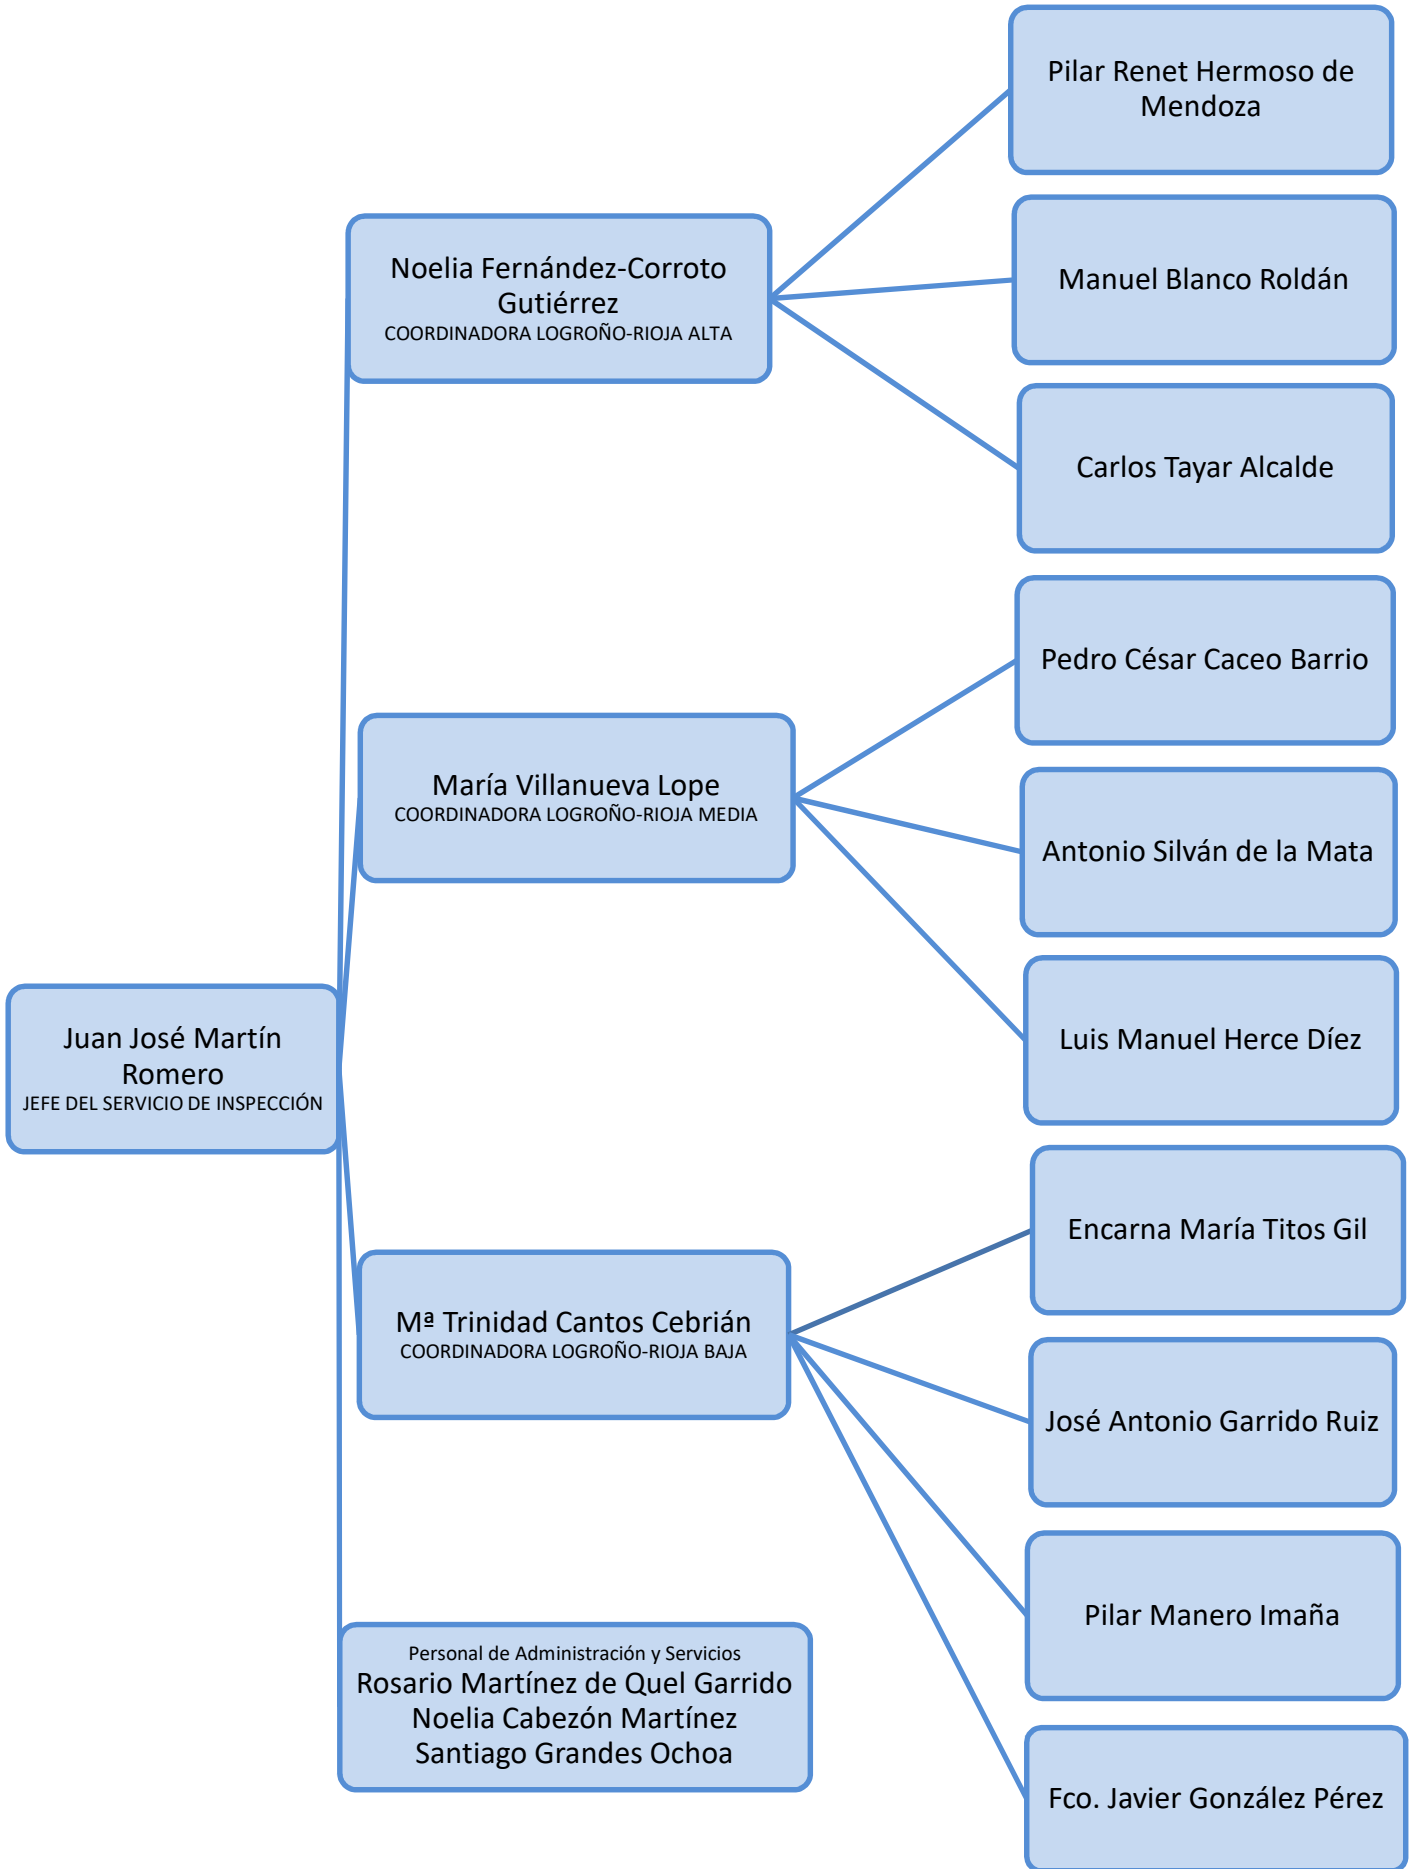 Pilar Renet Hermoso de
Mendoza
Noelia Fernández-Corroto
Gutiérrez
COORDINADORA LOGROÑO-RIOJA ALTA
Manuel Blanco Roldán
Carlos Tayar Alcalde
Pedro César Caceo Barrio
María Villanueva Lope
COORDINADORA LOGROÑO-RIOJA MEDIA
Antonio Silván de la Mata
Juan José Martín
Romero
JEFE DEL SERVICIO DE INSPECCIÓN
Luis Manuel Herce Díez
Encarna María Titos Gil
Mª Trinidad Cantos Cebrián
COORDINADORA LOGROÑO-RIOJA BAJA
José Antonio Garrido Ruiz
Pilar Manero Imaña
Personal de Administración y Servicios
Rosario Martínez de Quel Garrido
Noelia Cabezón Martínez
Santiago Grandes Ochoa
Fco. Javier González Pérez